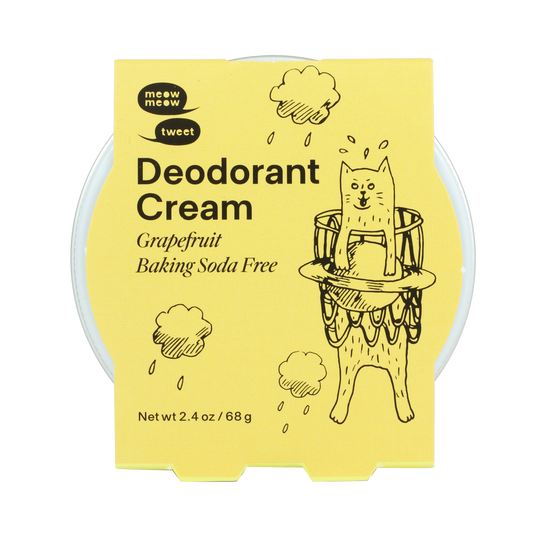 meow
meow
tweet
Deodorant
Cream
Grapefruit
Baking Soda Free
Net wt 2.4 oz / 68 g